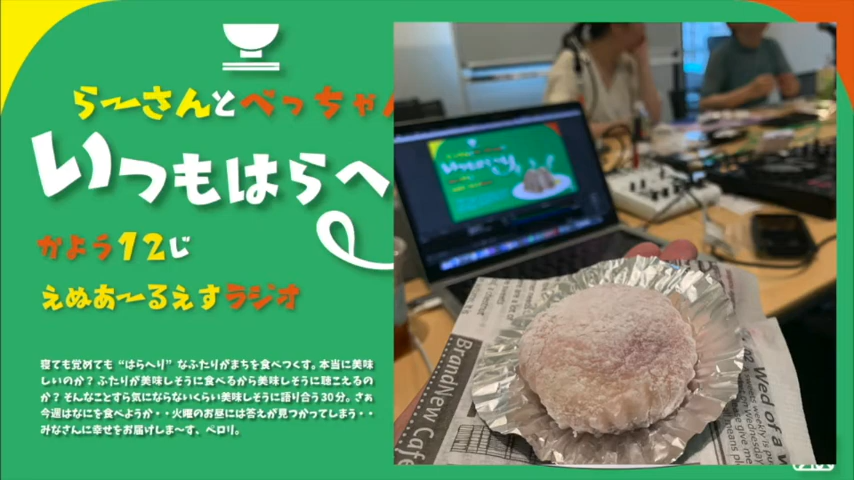 らーさんとぺっちゃん
いつもはらへ
かよう12じ
えぬあ〜るえすラジオ
寝ても覚めても“はらへり”なふたりがまちを食べつくす。本当に美味
しいのか？ふたりが美味しそうに食べるから美味しそうに聴こえるの
か？そんなことすら気にならないくらい美味しそうに語り合う30分。さぁ
今週はなにを食べようか・・火曜のお昼には答えが見つかってしまう・・
みなさんに幸せをお届けしま〜す、ペロリ。
BrandNew Cafe
Wed of a w